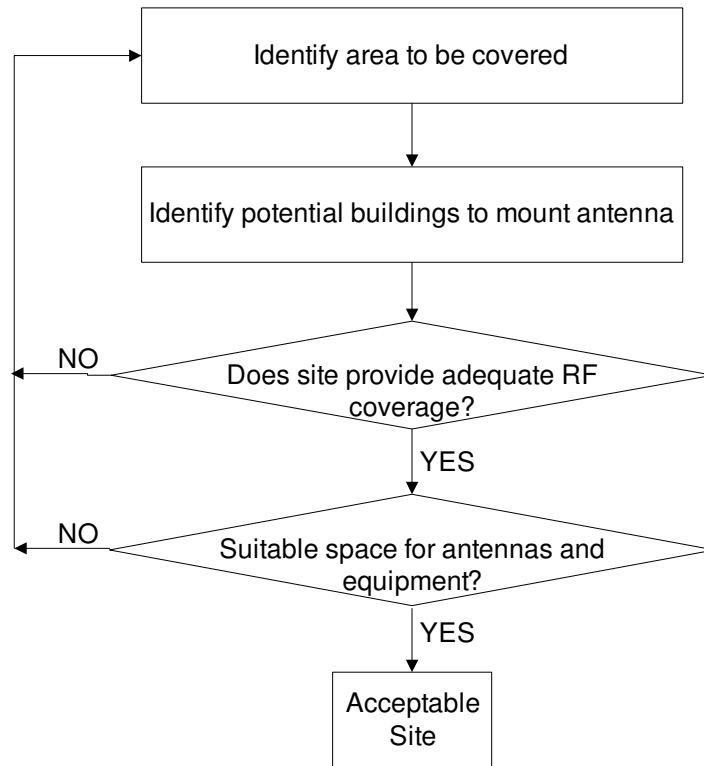 Identify area to be covered
Identify potential buildings to mount antenna
NO
Does site provide adequate RF
coverage?
YES
NO
Suitable space for antennas and
equipment?
YES
Acceptable
Site